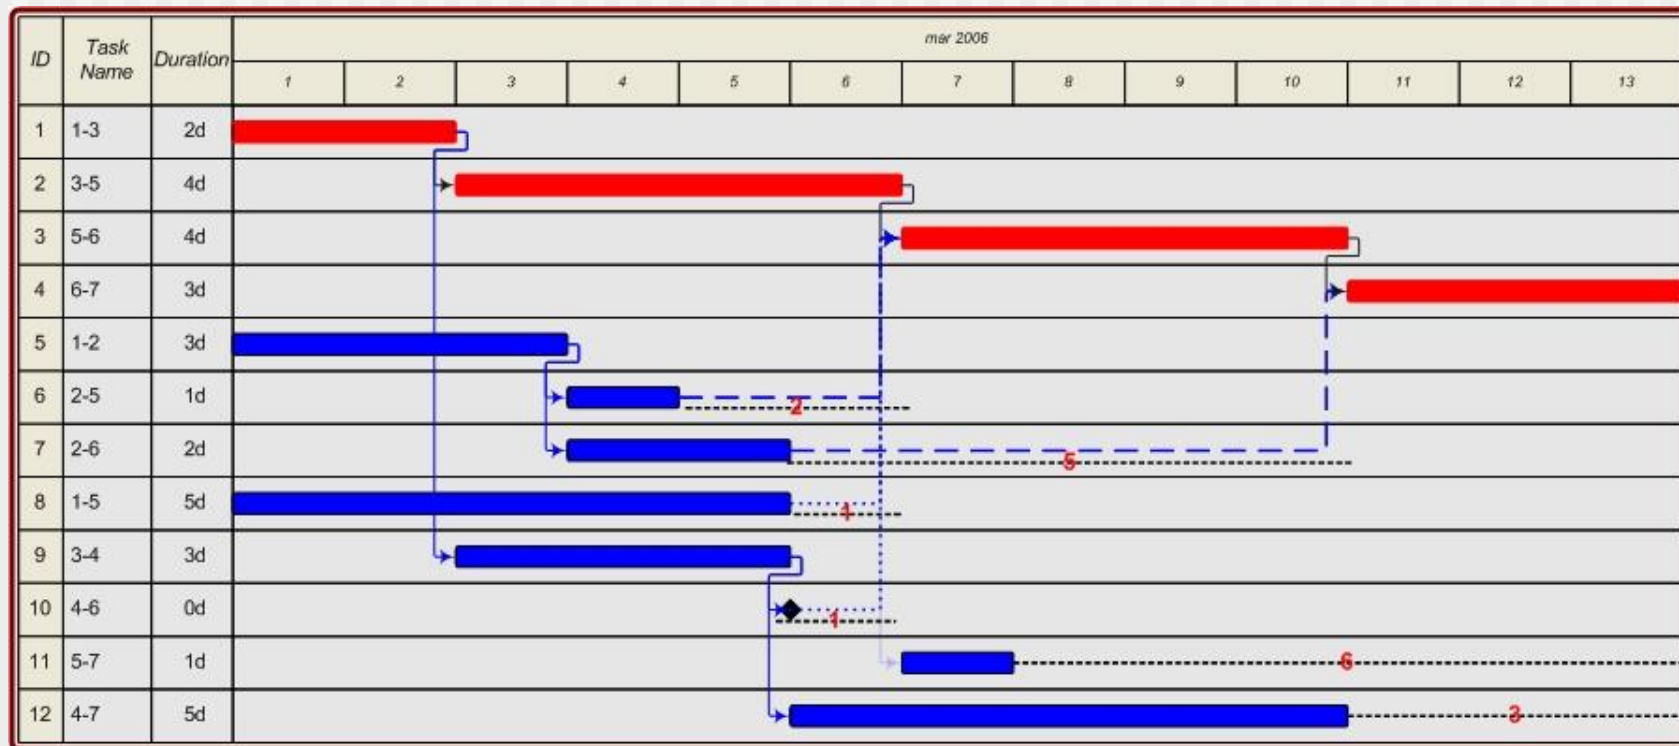 ID Task Name Duration mar 2006
1 2 3 4 5 6 7 8 9 10 11 12 13
1 1-3 2d
2 3-5 4d
3 5-6 4d
4 6-7 3d
5 1-2 3d
6 2-5 1d 2
7 2-6 2d 5
8 1-5 5d 1
9 3-4 3d
10 4-6 0d 1
11 5-7 1d 6
12 4-7 5d 3